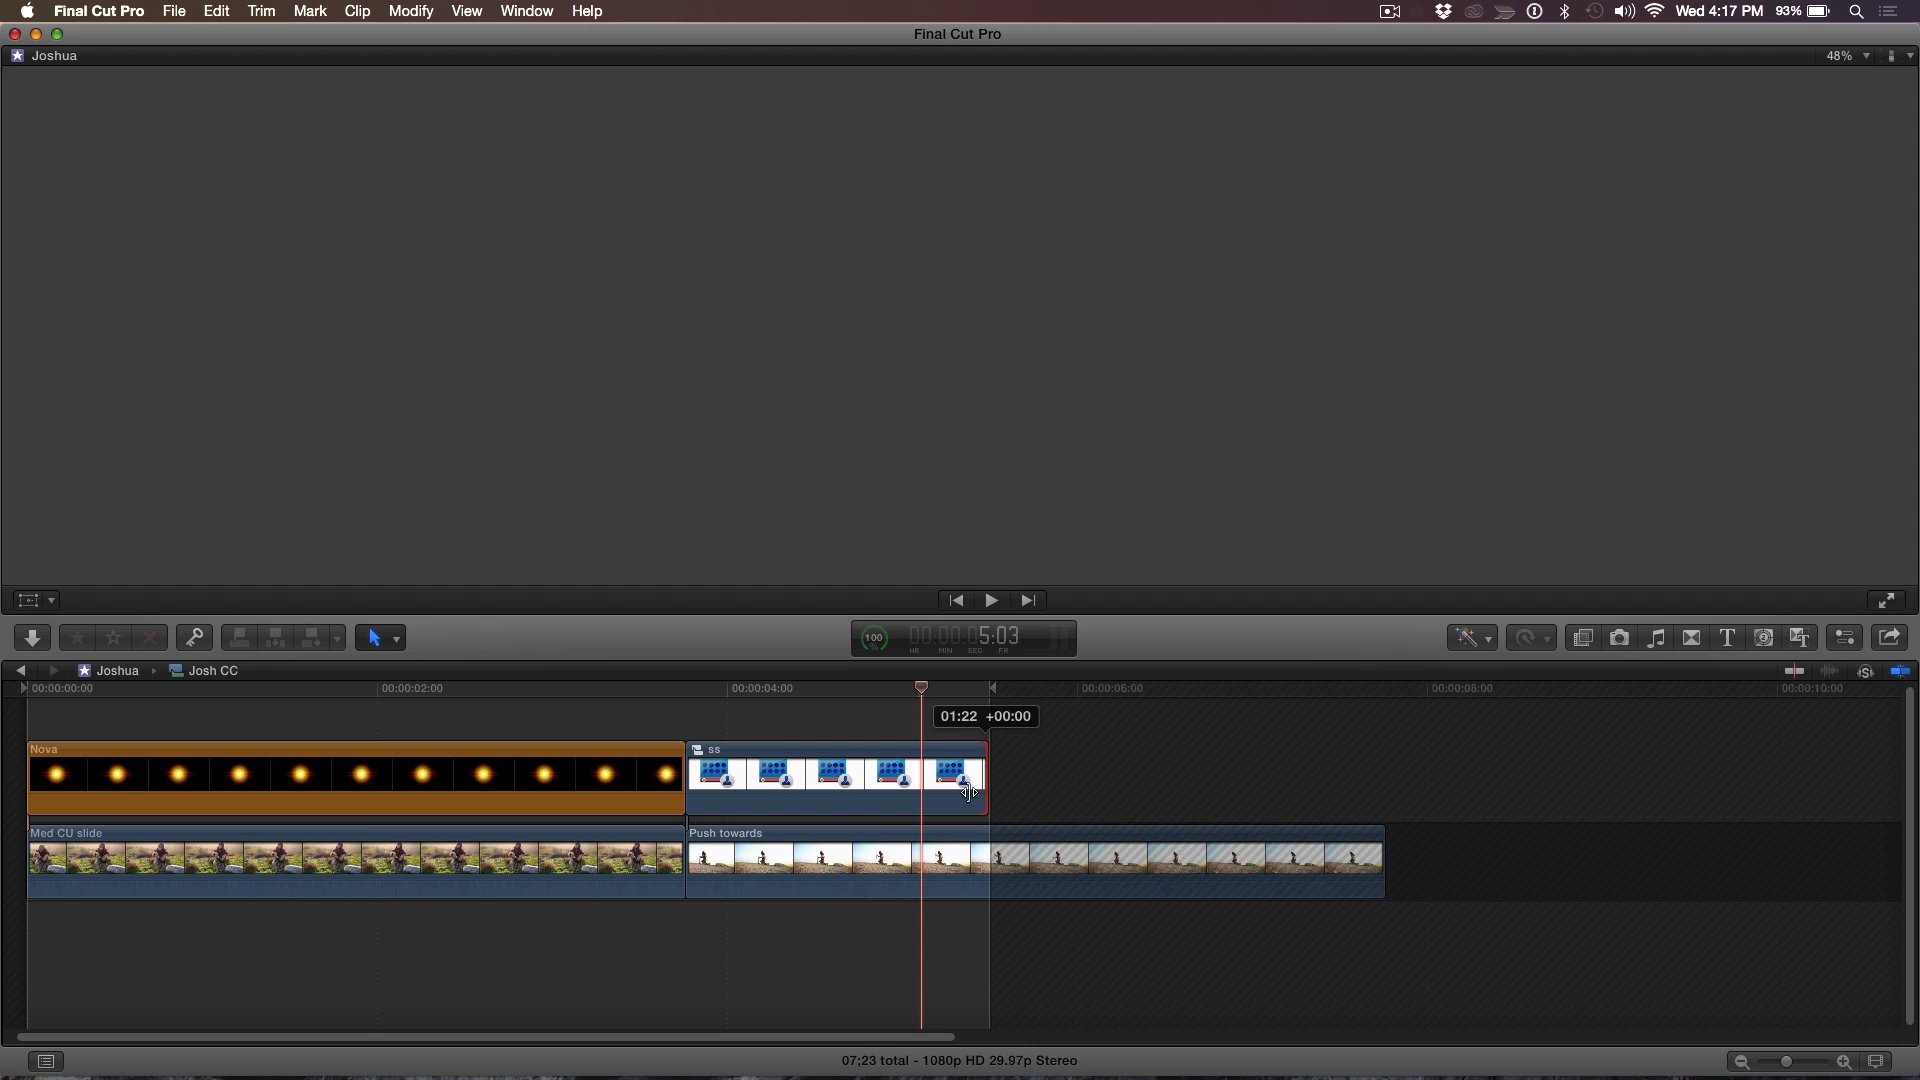 Final Cut Pro File Edit Trim Mark Clip Modify View Window Help Wed 4:17 PM 93%
Final Cut Pro
Joshua 48%
100 % 00:00:05:03
HR MIN SEC FR
Joshua Josh CC
00:00:00:00 00:00:02:00 00:00:04:00 00:00:06:00 00:00:08:00 00:00:10:00
01:22 +00:00
Nova ss
Med CU slide Push towards
07;23 total - 1080p HD 29.97p Stereo